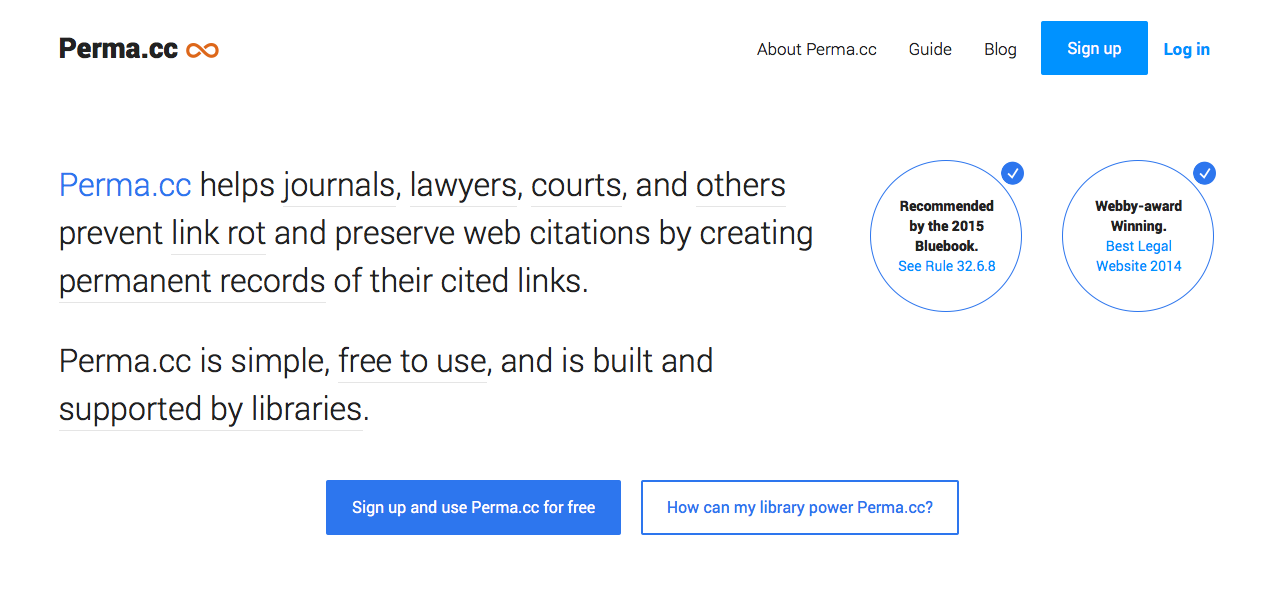 Perma.cc
About Perma.cc
Guide
Blog
Sign up
Log in
Perma.cc helps journals, lawyers, courts, and others
prevent link rot and preserve web citations by creating
permanent records of their cited links.
Perma.cc is simple, free to use, and is built and
supported by libraries.
Recommended
by the 2015
Bluebook.
See Rule 32.6.8
Webby-award
Winning.
Best Legal
Website 2014
Sign up and use Perma.cc for free
How can my library power Perma.cc?